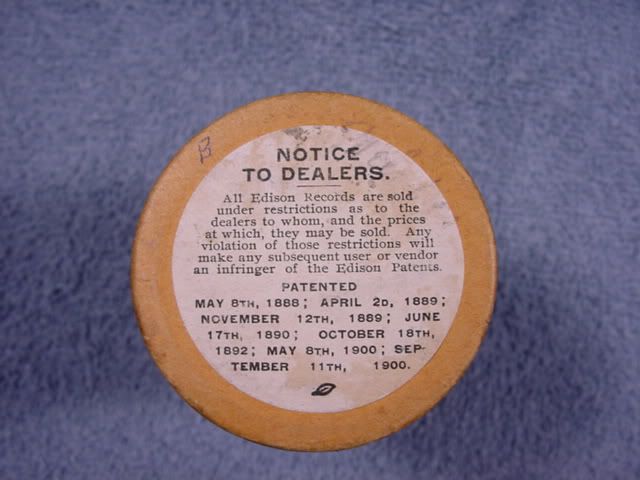 B
NOTICE
TO DEALERS.
All Edison Records are sold
under restrictions as to the
dealers to whom, and the prices
at which, they may be sold. Any
violation of those restrictions will
make any subsequent user or vendor
an infringer of the Edison Patents.
PATENTED
MAY 8TH, 1888; APRIL 2D, 1889;
NOVEMBER 12TH, 1889; JUNE
17TH, 1890; OCTOBER 18TH,
1892; MAY 8TH, 1900; SEP-
TEMBER 11TH, 1900.